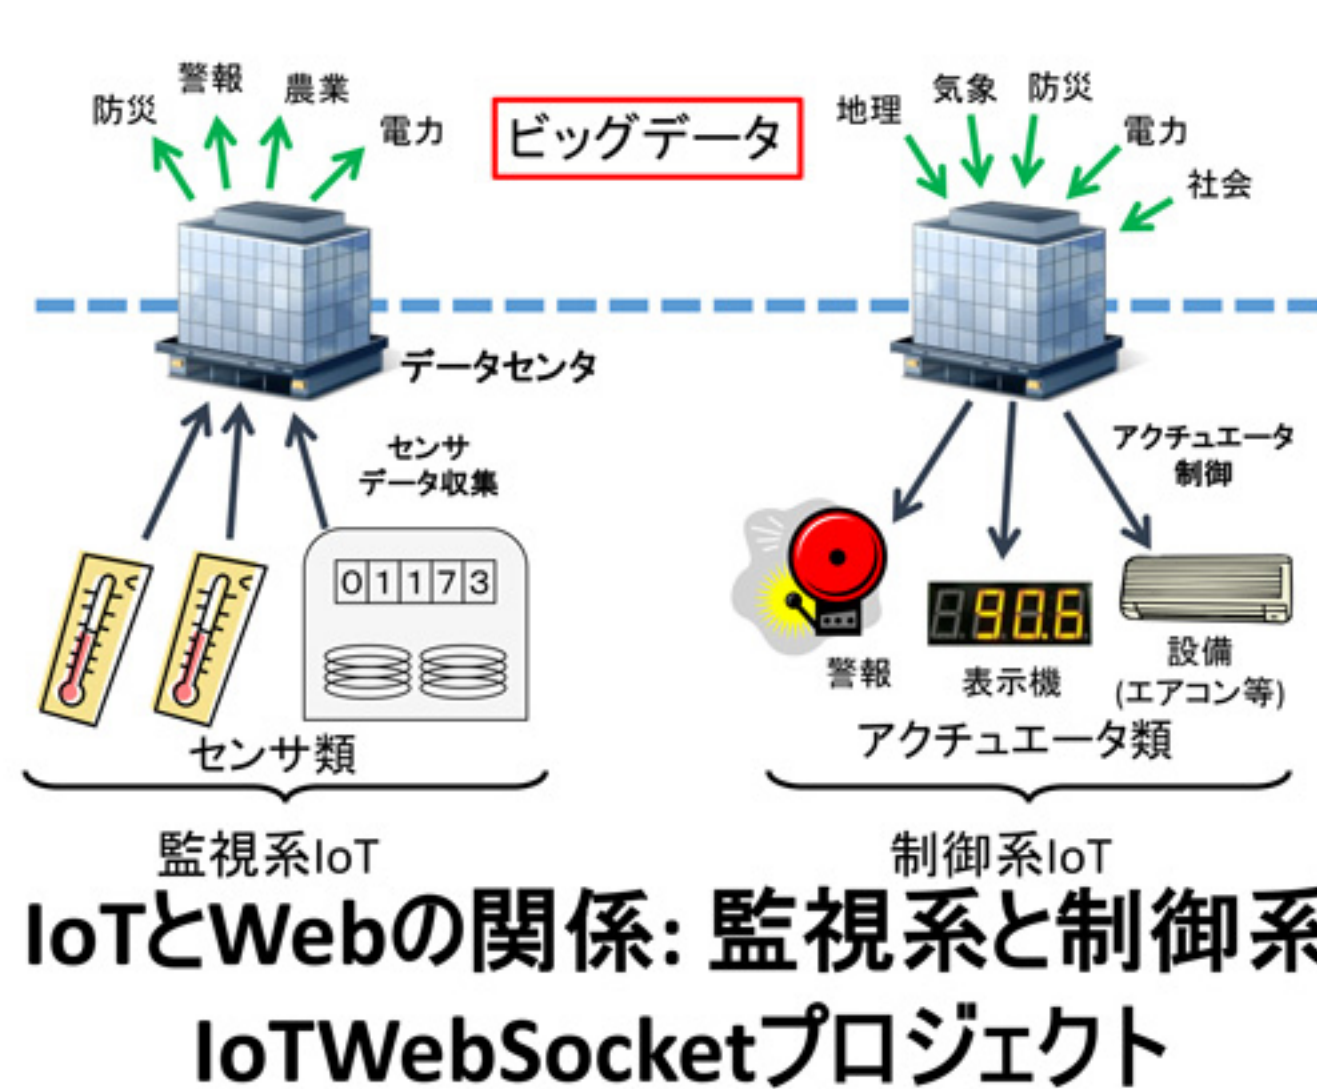 防災
警報
農業
電力
ビッグデータ
地理
気象
防災
電力
社会
データセンタ
センサ
データ収集
アクチュエータ
制御
01173
90.6
警報
表示機
設備
(エアコン等)
センサ類
アクチュエータ類
監視系IoT
制御系IoT
IoTとWebの関係: 監視系と制御系
IoTWebSocketプロジェクト